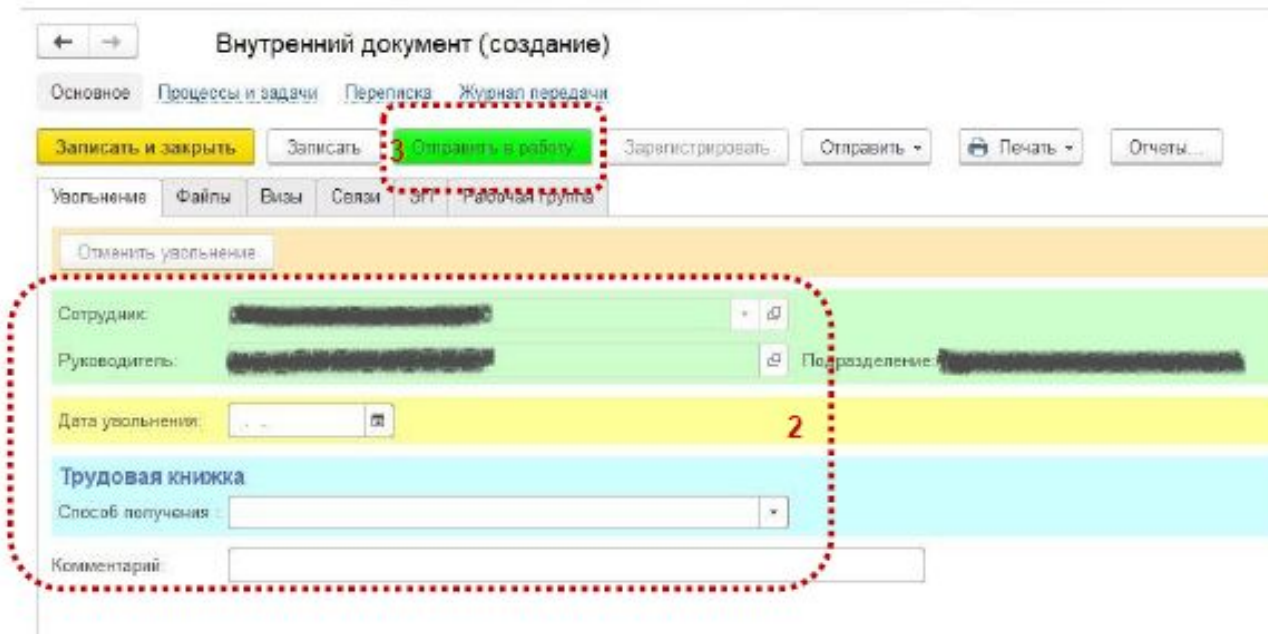 Внутренний документ (создание)
Основное Процессы и задачи Переписка Журнал передачи
Записать и закрыть Записать 3 Отправить в работу Зарегистрировать Отправить Печать Отчеты...
Увольнение Файлы Визы Связи ЭП Рабочая группа
Отменить увольнение
Сотрудник:
Руководитель: Подразделение:
Дата увольнения: . . 2
Трудовая книжка
Способ получения :
Комментарий: